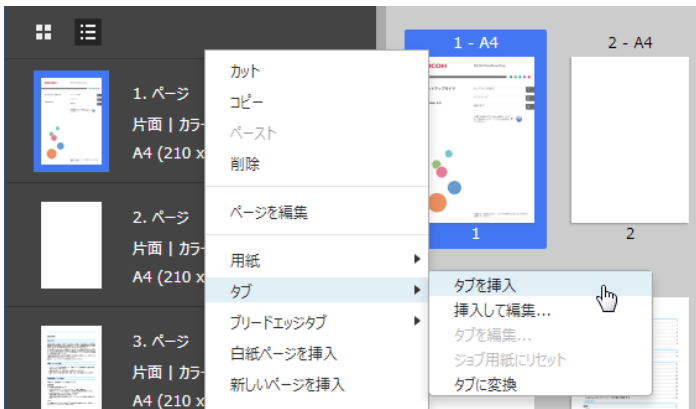 1 - A4
2 - A4
1. ページ
片面 | カラ
A4 (210 x
2. ページ
片面 | カラ
A4 (210 x
3. ページ
片面 | カラ
A4 (210 x
カット
コピー
ペースト
削除
ページを編集
用紙
タブ
ブリードエッジタブ
白紙ページを挿入
新しいページを挿入
タブを挿入
挿入して編集...
タブを編集...
ジョブ用紙にリセット
タブに変換
1
2